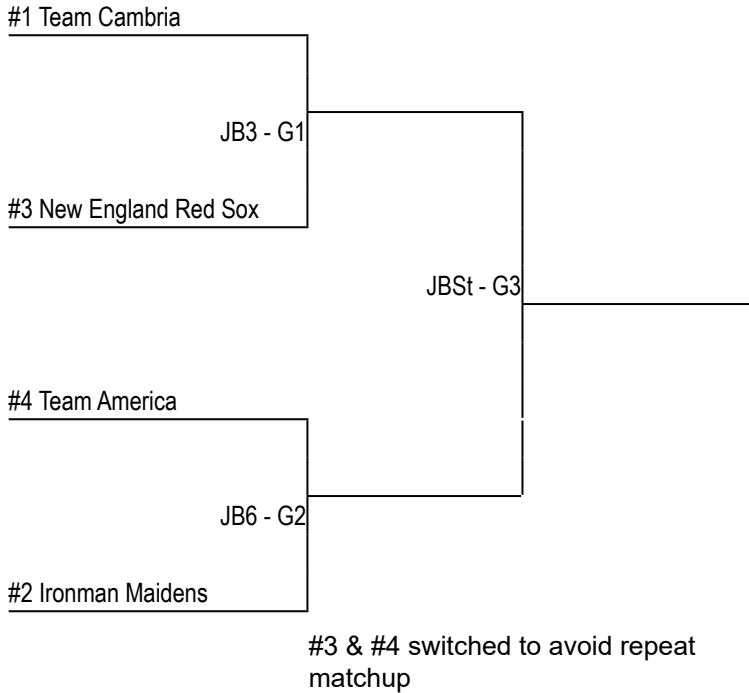 #1 Team Cambria
JB3 - G1
#3 New England Red Sox
JBSt - G3
#4 Team America
JB6 - G2
#2 Ironman Maidens
#3 & #4 switched to avoid repeat
matchup